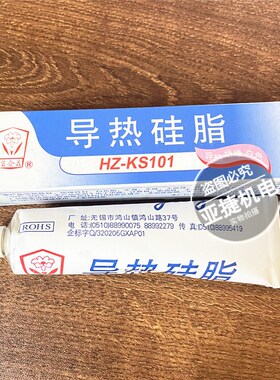 导热硅脂
HZ-KS101
盗图必究
亚捷机电
厂 址:无锡市鸿山镇鸿山路37号
电 话:(0510)88990075 88992279 传 真:(0510)88995419
企标字Q/320206GXAP01
ROHS
导热硅脂